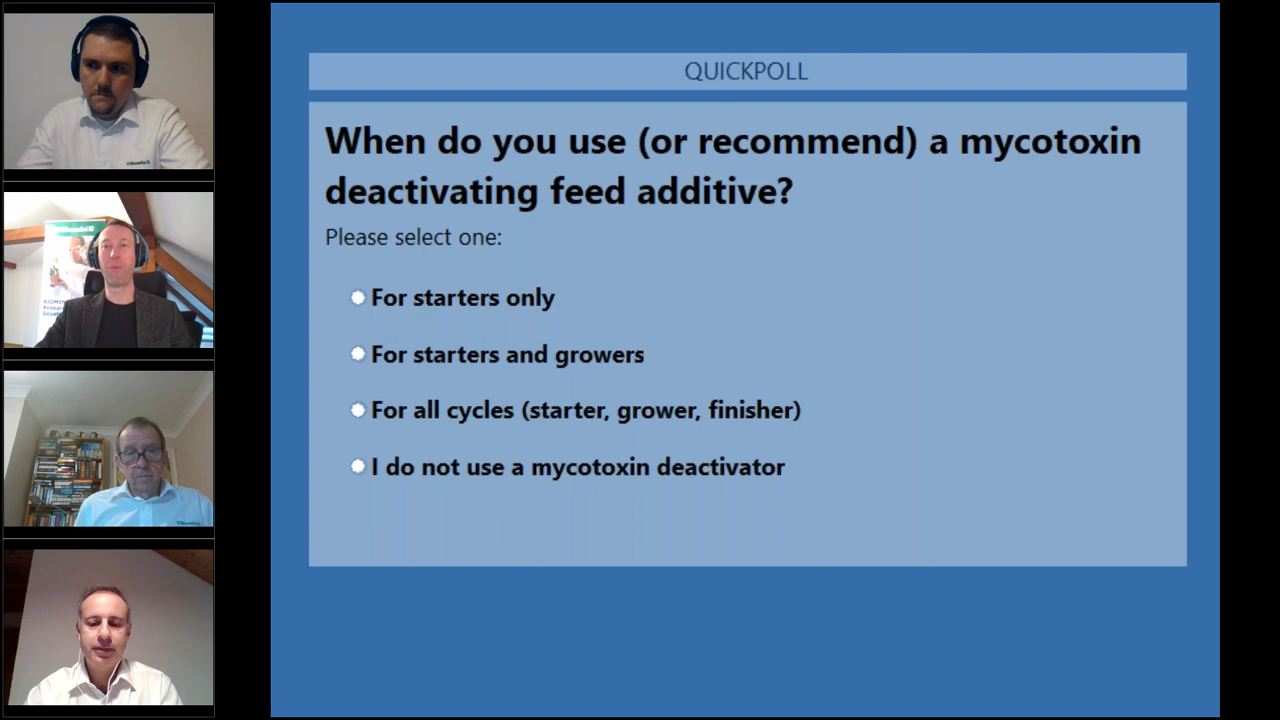 QUICKPOLL
When do you use (or recommend) a mycotoxin
deactivating feed additive?
Please select one:
For starters only
For starters and growers
For all cycles (starter, grower, finisher)
I do not use a mycotoxin deactivator